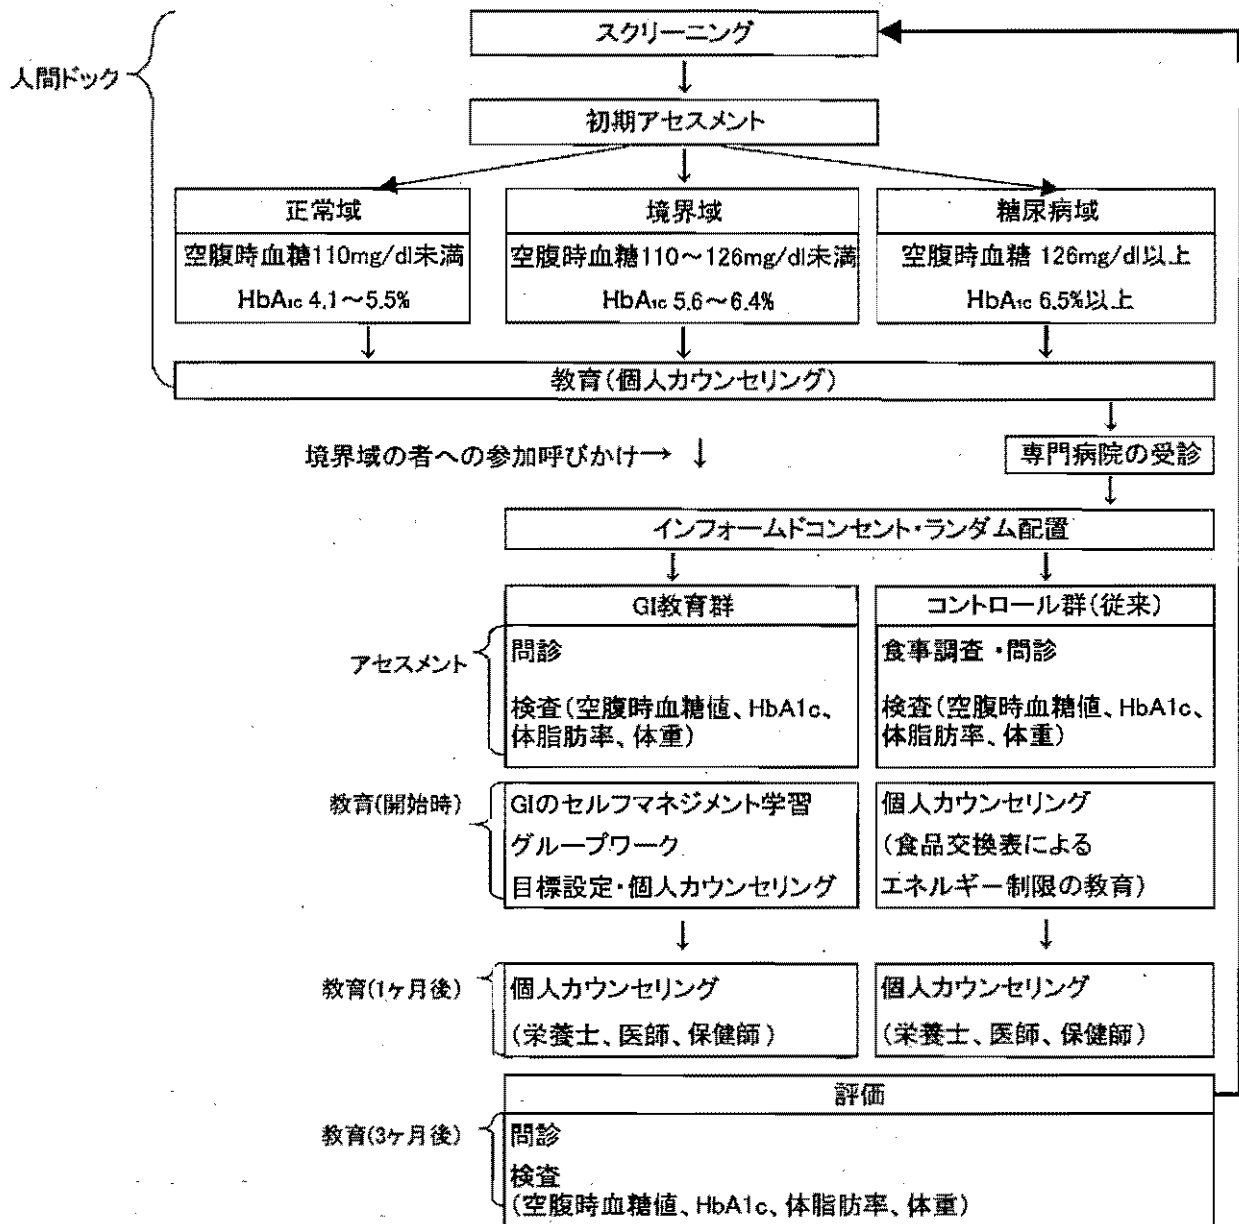 スクリーニング
人間ドック
初期アセスメント
正常域
空腹時血糖110mg/dl未満
HbA1c 4.1～5.5%
境界域
空腹時血糖110～126mg/dl未満
HbA1c 5.6～6.4%
糖尿病域
空腹時血糖 126mg/dl以上
HbA1c 6.5%以上
教育(個人カウンセリング)
境界域の者への参加呼びかけ→ ↓
専門病院の受診
インフォームドコンセント・ランダム配置
GI教育群
コントロール群(従来)
アセスメント
問診
検査(空腹時血糖値、HbA1c、
体脂肪率、体重)
食事調査・問診
検査(空腹時血糖値、HbA1c、
体脂肪率、体重)
教育(開始時)
GIのセルフマネジメント学習
グループワーク
目標設定・個人カウンセリング
個人カウンセリング
(食品交換表による
エネルギー制限の教育)
教育(1ヶ月後)
個人カウンセリング
(栄養士、医師、保健師)
個人カウンセリング
(栄養士、医師、保健師)
評価
教育(3ヶ月後)
問診
検査
(空腹時血糖値、HbA1c、体脂肪率、体重)